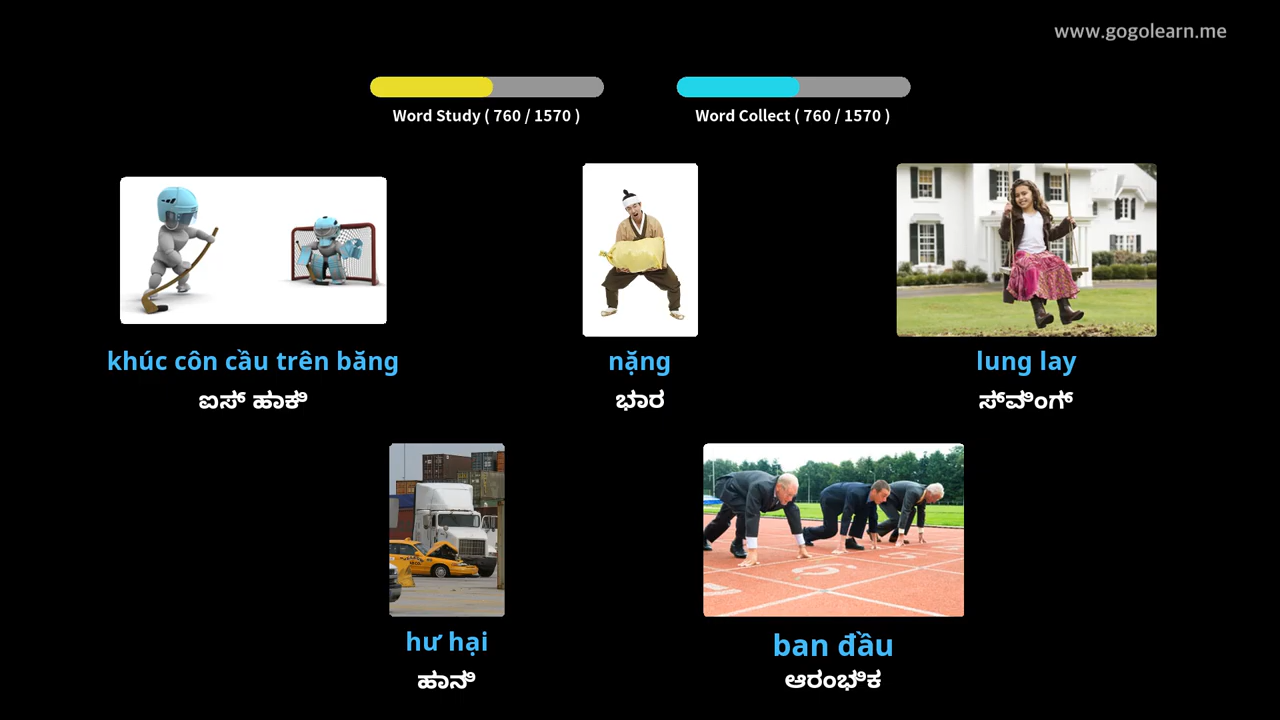 www.gogolearn.me
Word Study ( 760 / 1570 )
Word Collect ( 760 / 1570 )
khúc côn cầu trên băng
ಐಸ್ ಹಾಕಿ
nặng
ಭಾರ
lung lay
ಸ್ವಿಂಗ್
hư hại
ಹಾನಿ
ban đầu
ಆರಂಭಿಕ